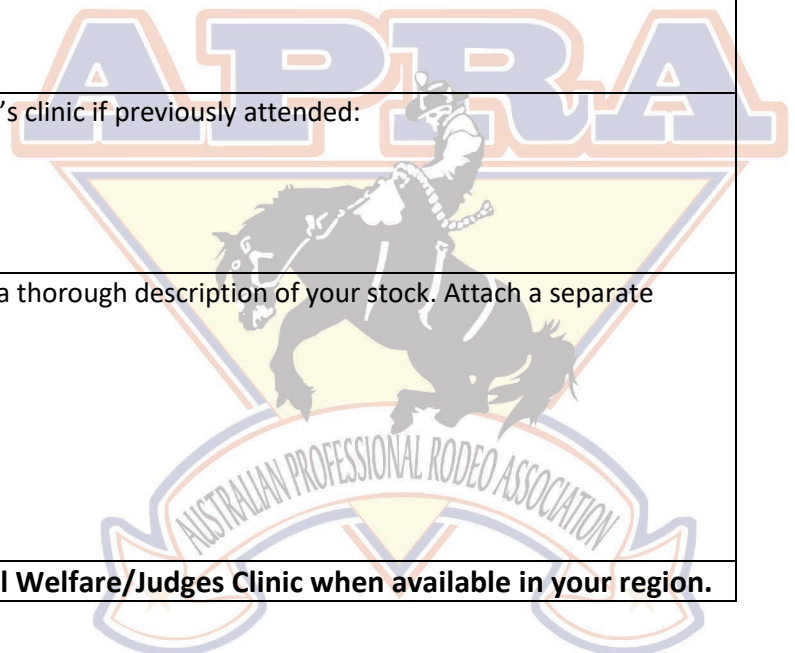 APRA
’s clinic if previously attended:
a thorough description of your stock. Attach a separate
AUSTRALIAN PROFESSIONAL RODEO ASSOCIATION
l Welfare/Judges Clinic when available in your region.